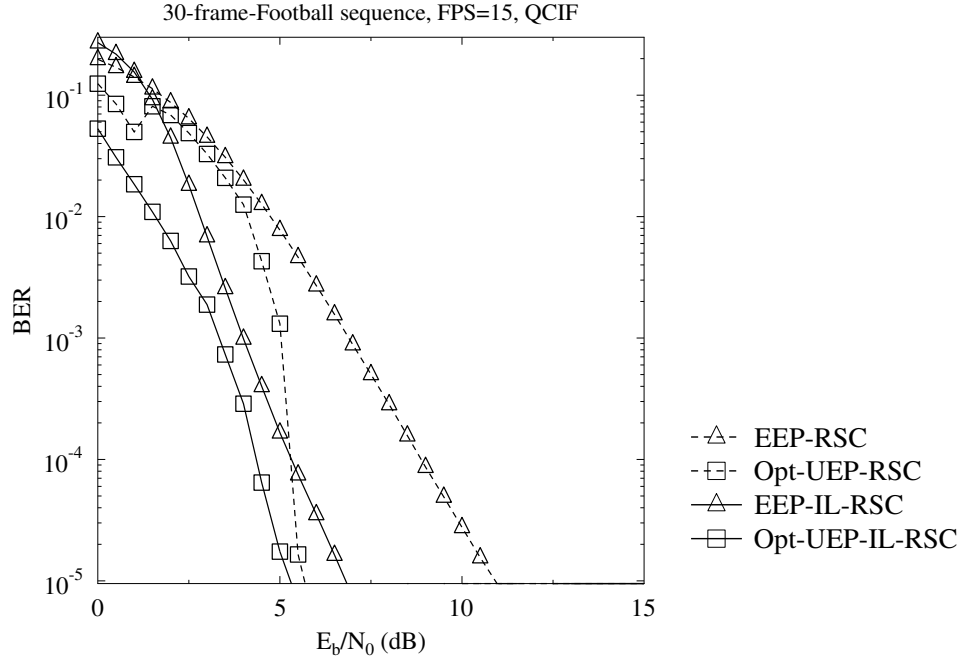 30-frame-Football sequence, FPS=15, QCIF
10^-1
10^-2
10^-3
10^-4
10^-5
BER
0 5 10 15
E_b/N_0 (dB)
EEP-RSC
Opt-UEP-RSC
EEP-IL-RSC
Opt-UEP-IL-RSC